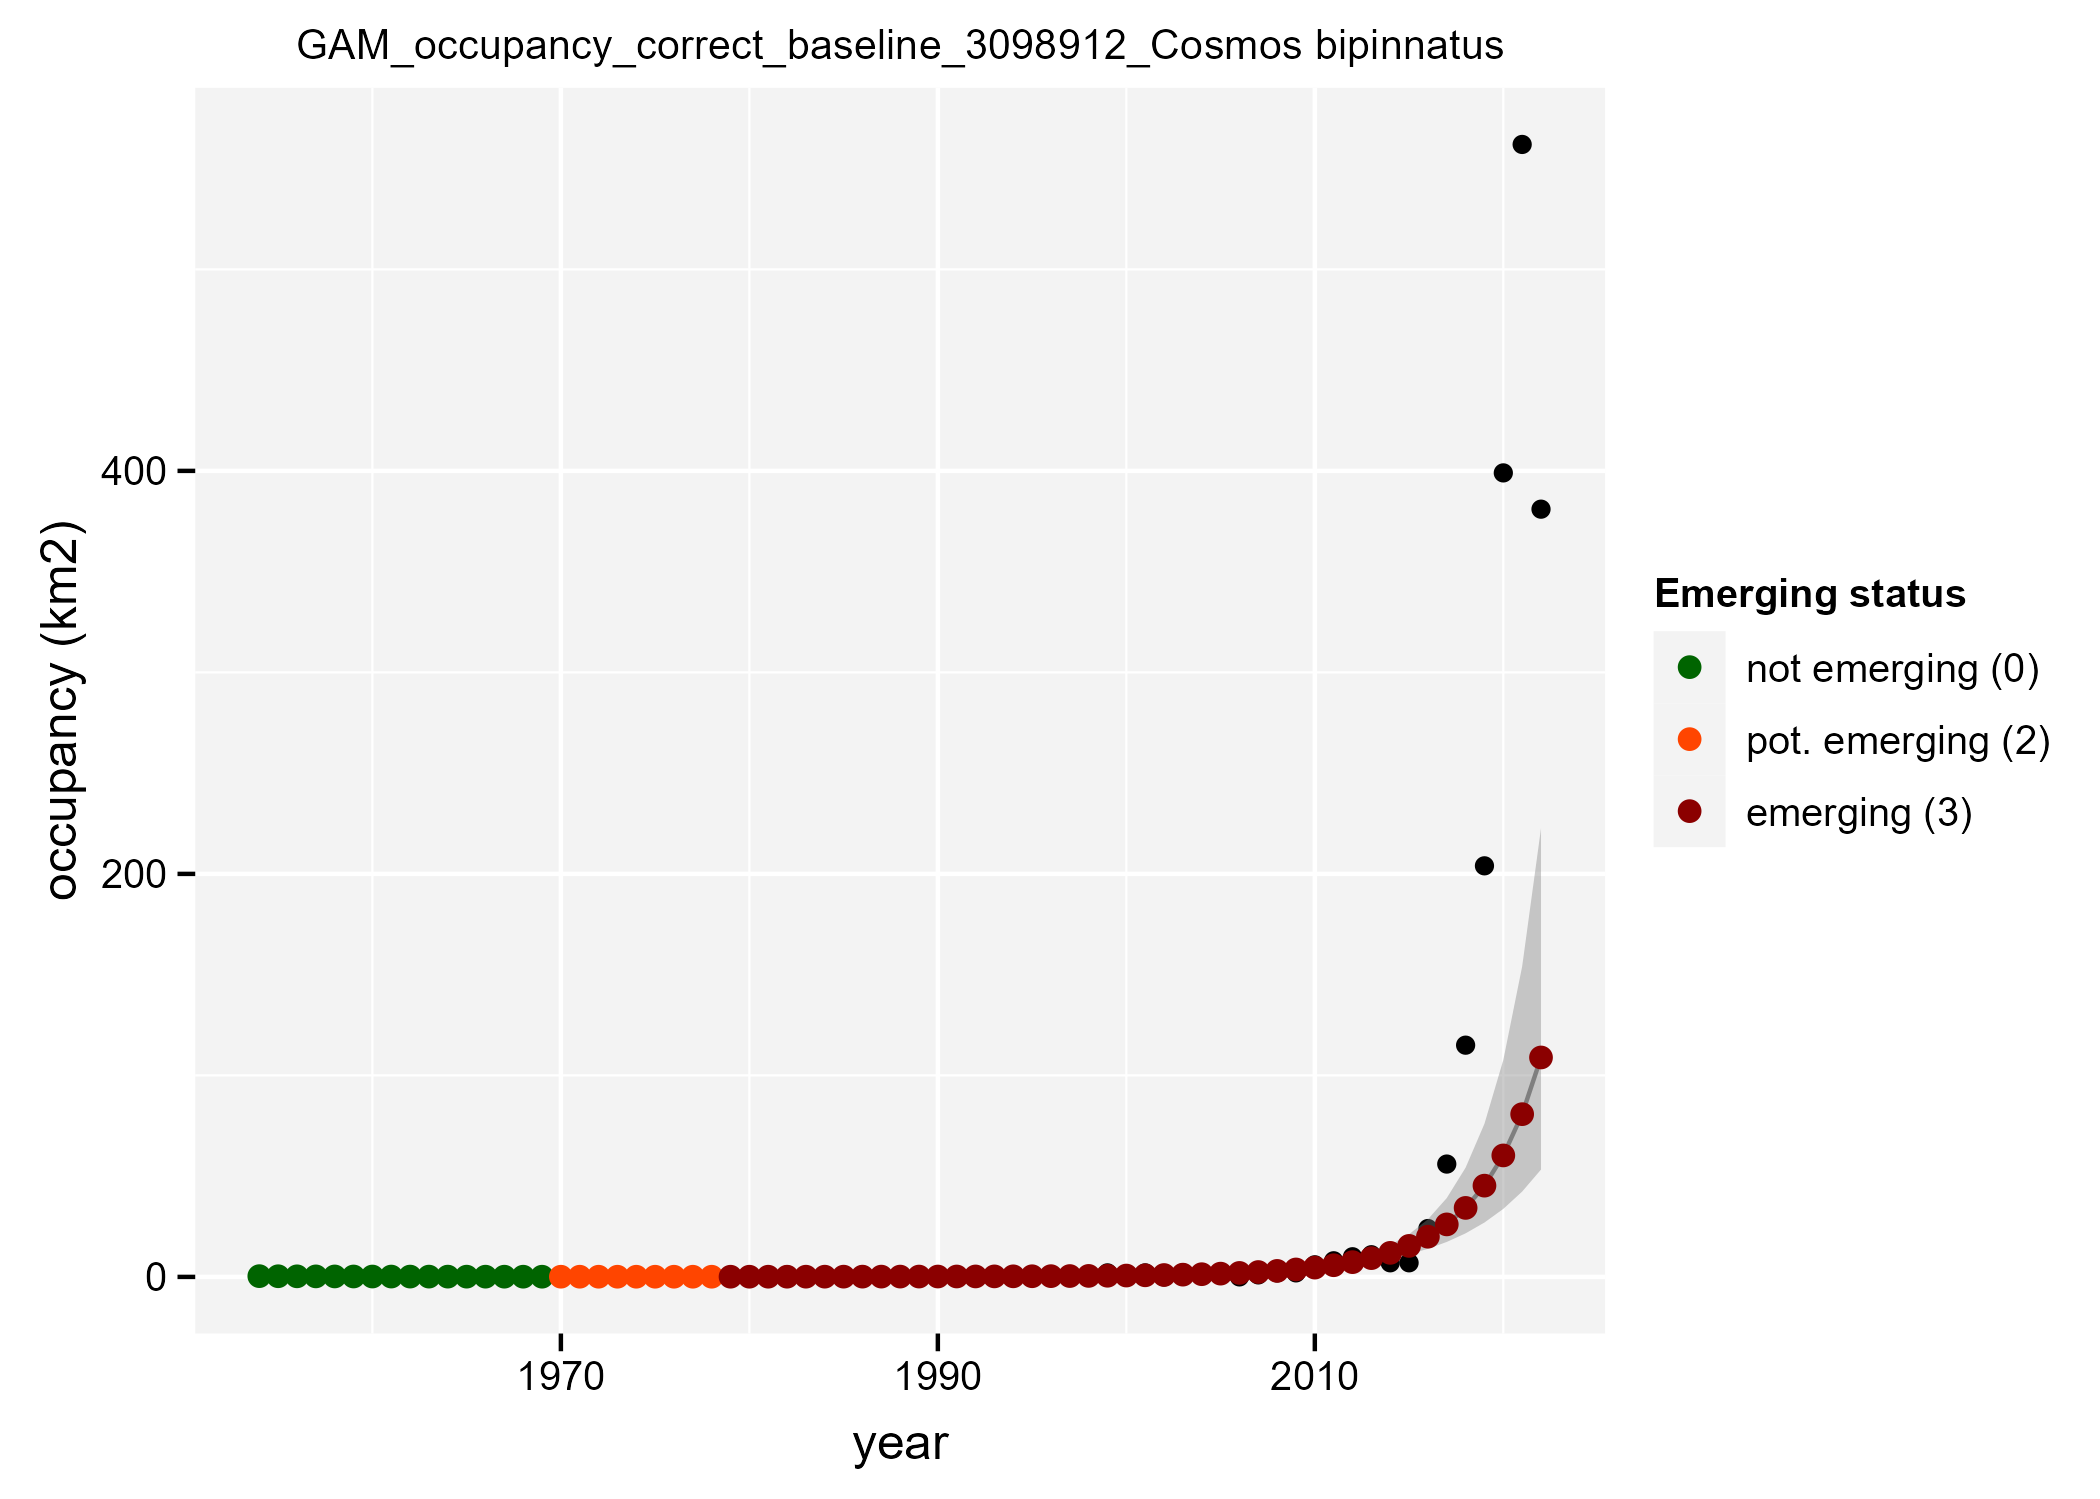 GAM_occupancy_correct_baseline_3098912_Cosmos bipinnatus
occupancy (km2)
400
200
0
1970
1990
2010
year
Emerging status
not emerging (0)
pot. emerging (2)
emerging (3)